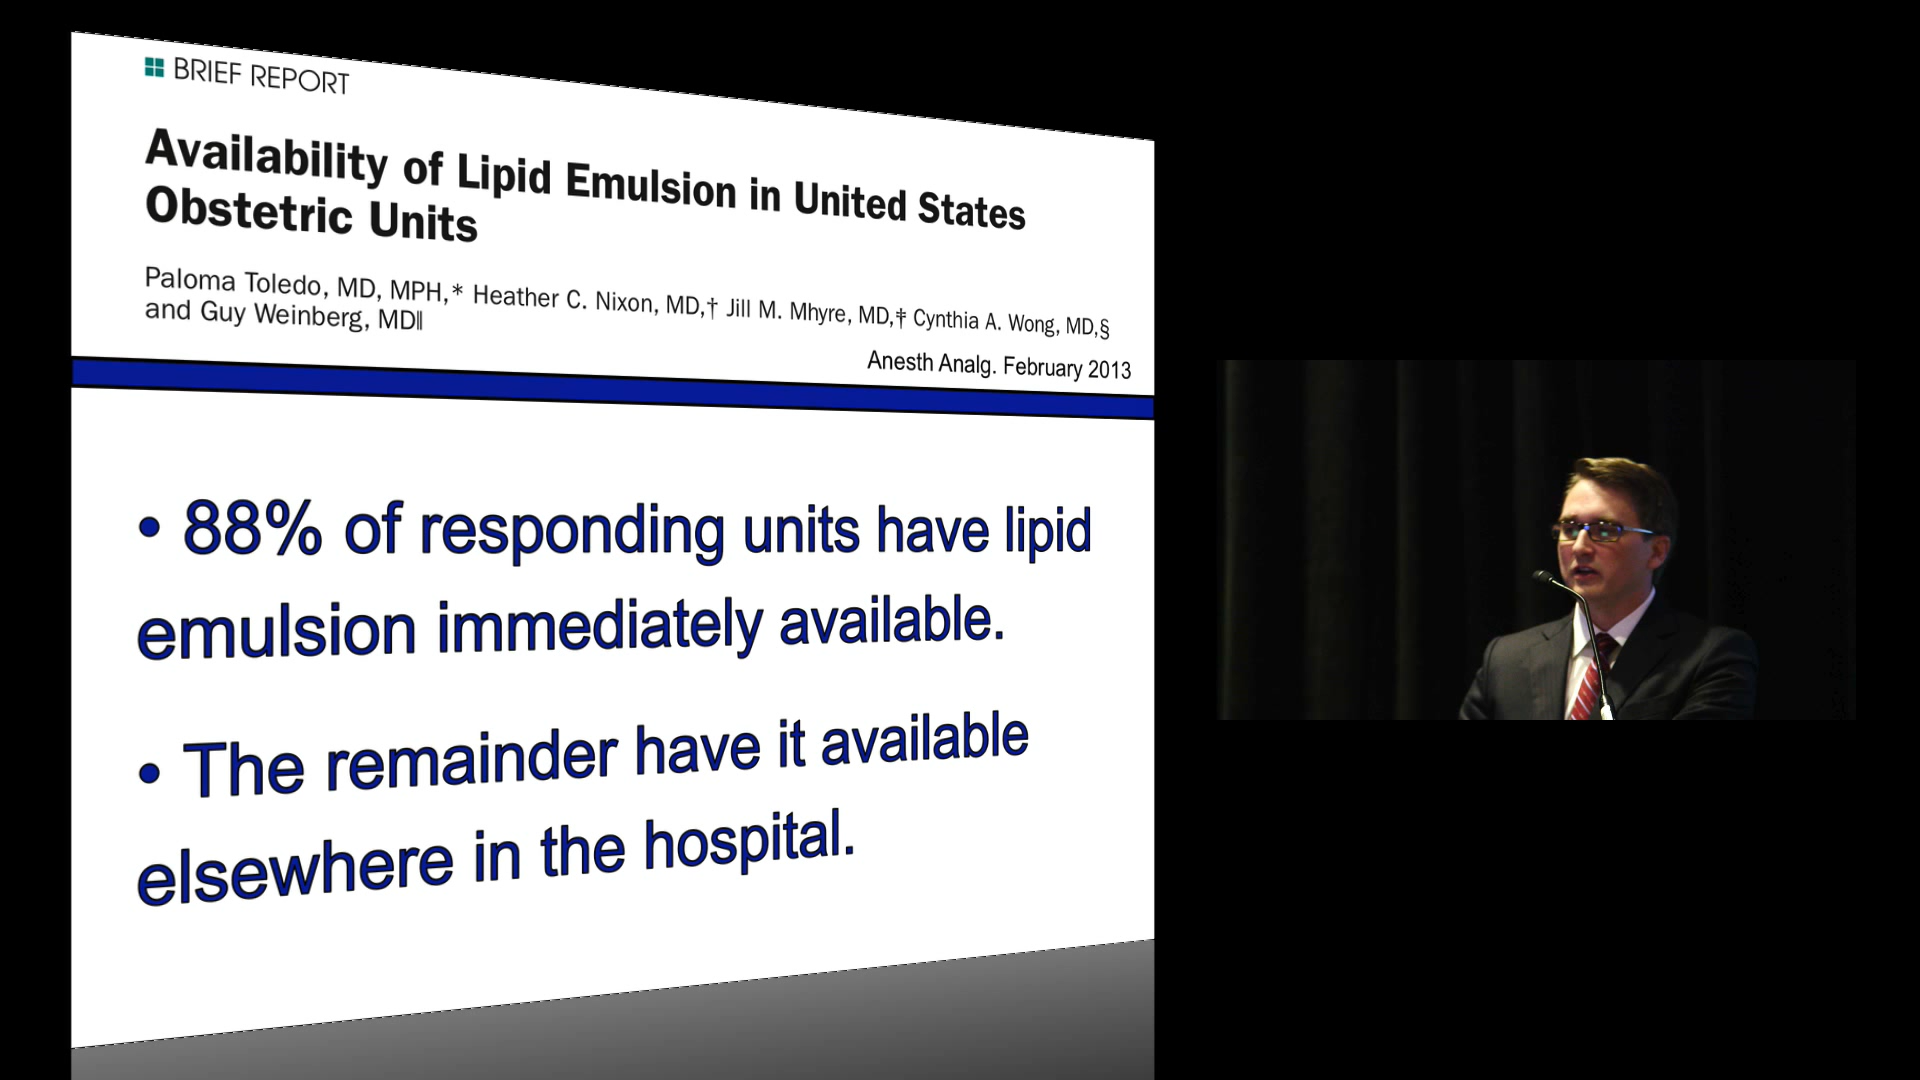 BRIEF REPORT
Availability of Lipid Emulsion in United States
Obstetric Units
Paloma Toledo, MD, MPH,* Heather C. Nixon, MD,† Jill M. Mhyre, MD,‡ Cynthia A. Wong, MD,§
and Guy Weinberg, MD‖
Anesth Analg. February 2013
• 88% of responding units have lipid
emulsion immediately available.
• The remainder have it available
elsewhere in the hospital.